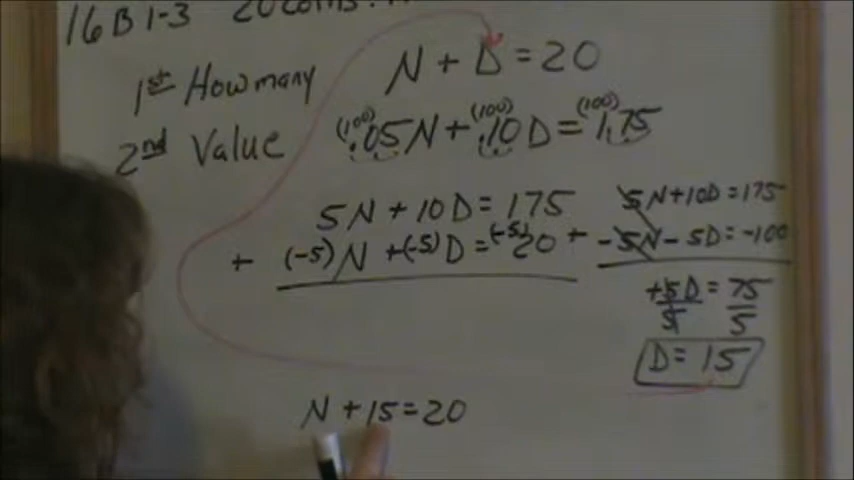 16 B 1-3 20 coins.
1st How many N + D = 20
2nd Value (100).05N + (100).10D = (100)1.75
5N + 10D = 175
+ (-5)N + (-5)D = (-5)20
5N + 10D = 175
+ -5N - 5D = -100
+5D = 75
5 5
D = 15
N + 15 = 20